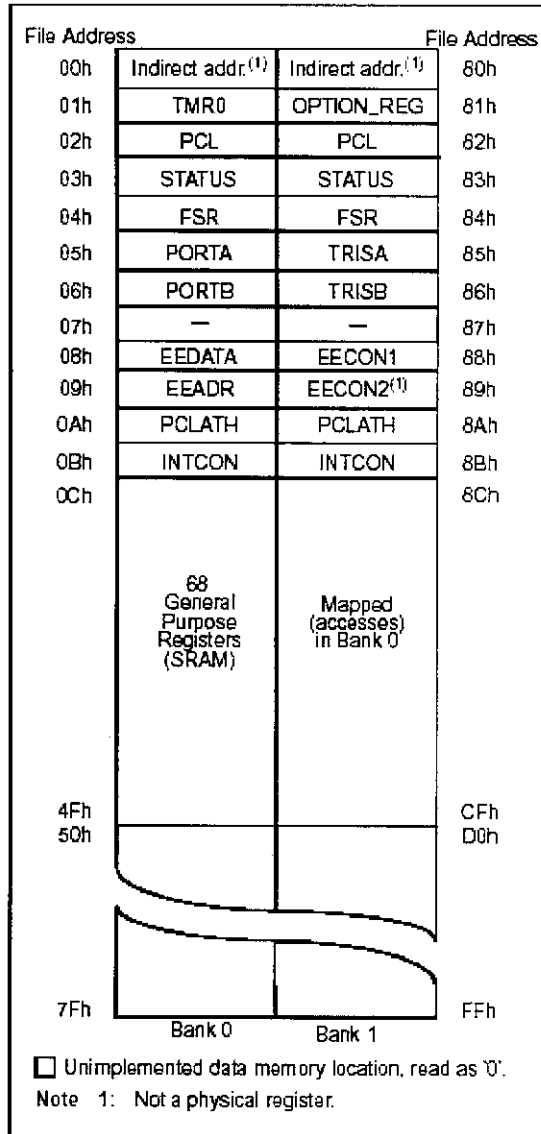 File Address File Address
00h Indirect addr.(1) Indirect addr.(1) 80h
01h TMR0 OPTION_REG 81h
02h PCL PCL 82h
03h STATUS STATUS 83h
04h FSR FSR 84h
05h PORTA TRISA 85h
06h PORTB TRISB 86h
07h — — 87h
08h EEDATA EECON1 88h
09h EEADR EECON2(1) 89h
0Ah PCLATH PCLATH 8Ah
0Bh INTCON INTCON 8Bh
0Ch 8Ch
68
General
Purpose
Registers
(SRAM)
Mapped
(accesses)
in Bank 0
4Fh CFh
50h D0h
7Fh FFh
Bank 0 Bank 1
Unimplemented data memory location, read as '0'.
Note 1: Not a physical register.